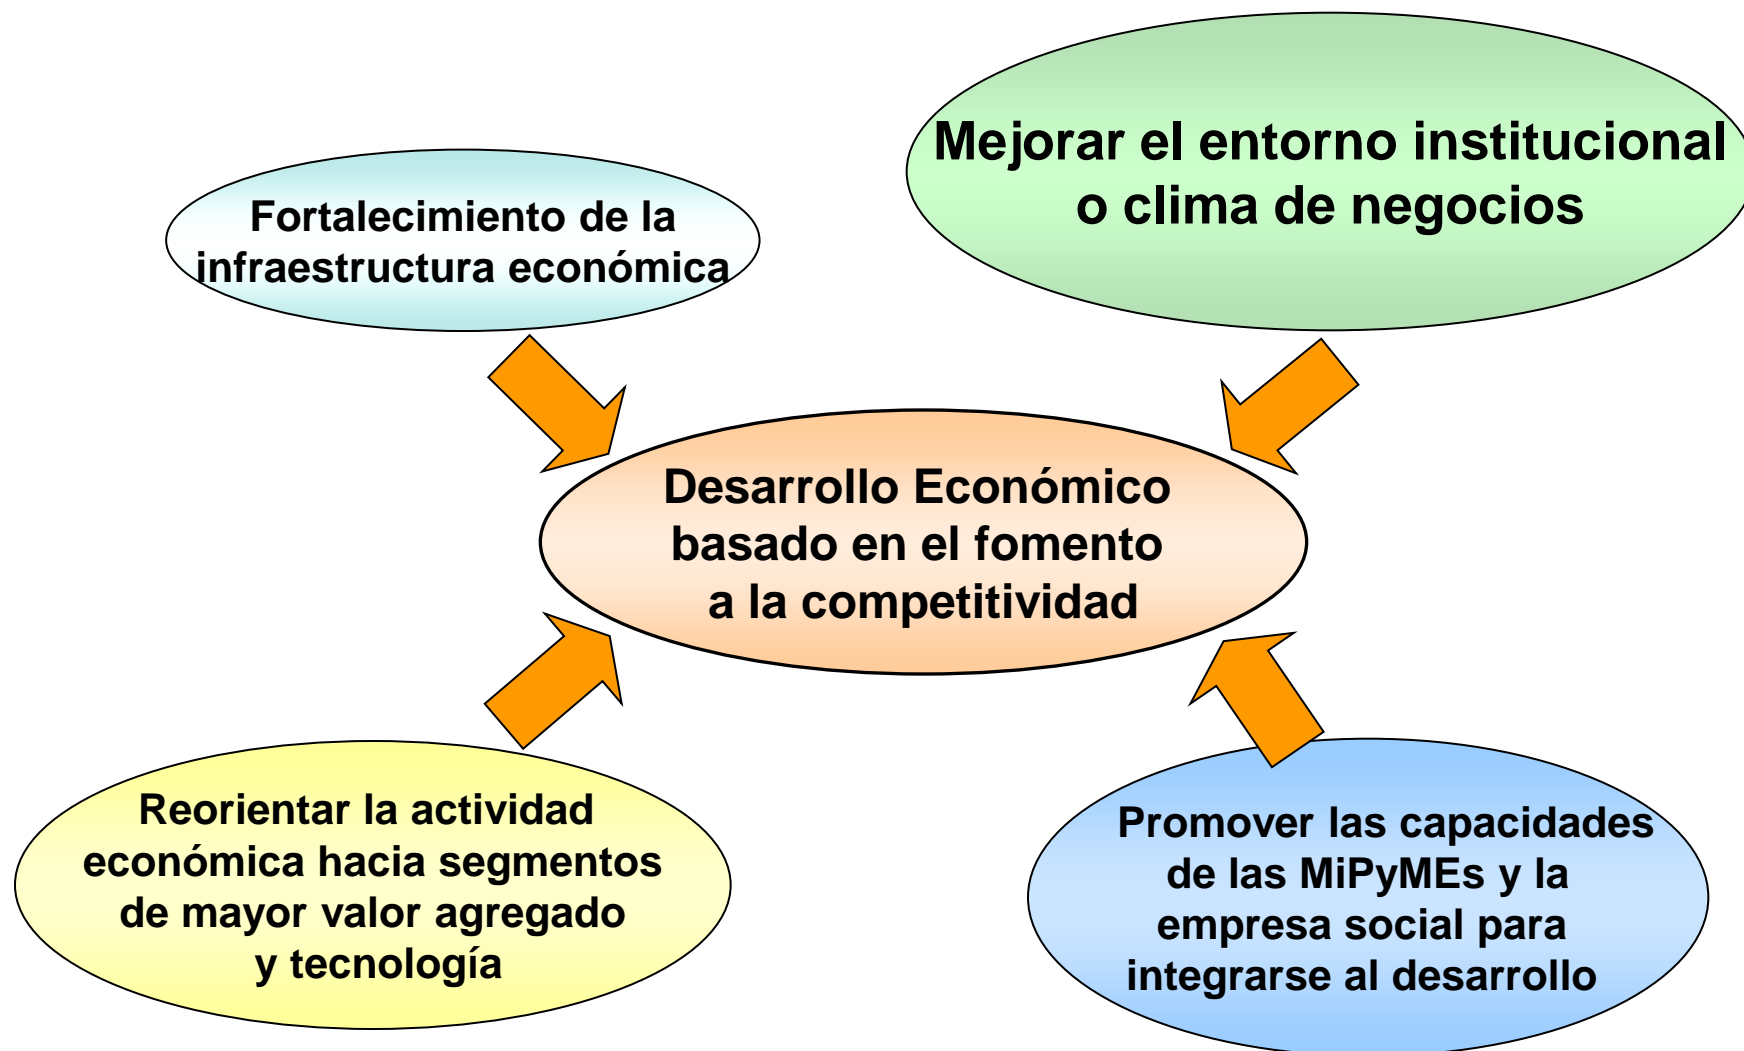 Fortalecimiento de la
infraestructura económica
Mejorar el entorno institucional
o clima de negocios
Desarrollo Económico
basado en el fomento
a la competitividad
Reorientar la actividad
económica hacia segmentos
de mayor valor agregado
y tecnología
Promover las capacidades
de las MiPyMEs y la
empresa social para
integrarse al desarrollo